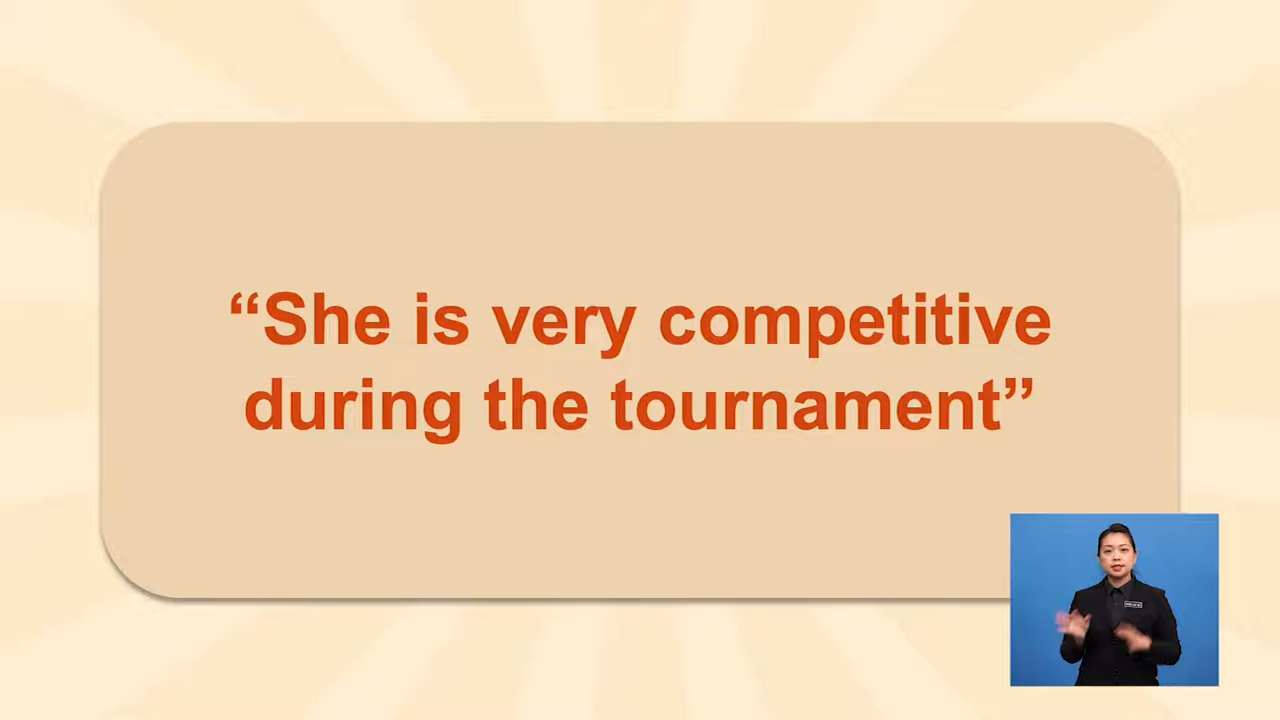 “She is very competitive
during the tournament”